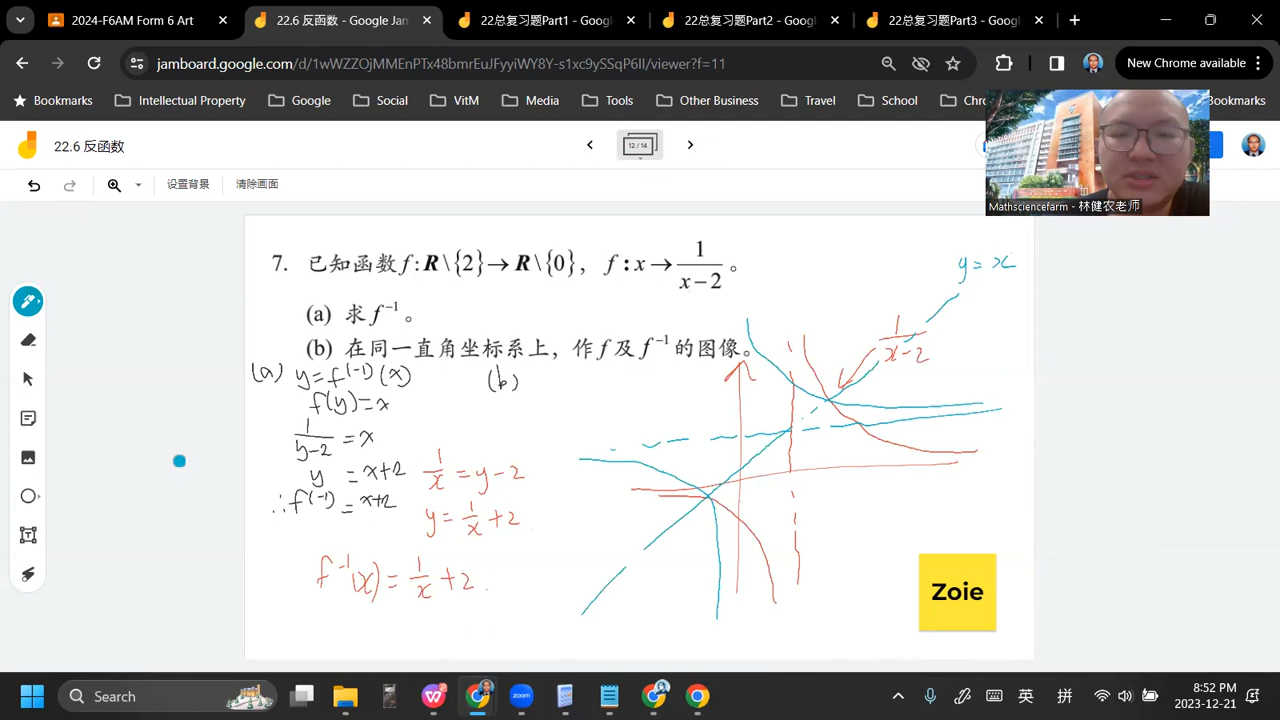 2024-F6AM Form 6 Art
22.6 反函数 - Google Jam
22总复习题Part1 - Googl
22总复习题Part2 - Googl
22总复习题Part3 - Googl
jamboard.google.com/d/1wWZZOjMMEnPTx48bmrEuJFyyiWY8Y-s1xc9ySSqP6lI/viewer?f=11
New Chrome available
Bookmarks
Intellectual Property
Google
Social
VitM
Media
Tools
Other Business
Travel
School
Chr
Bookmarks
22.6 反函数
12 / 14
设置背景
清除画面
Mathsciencefarm - 林健农老师
7. 已知函数 f : R \ {2} → R \ {0}, f : x → 1/(x−2) 。
(a) 求 f⁻¹ 。
(b) 在同一直角坐标系上，作 f 及 f⁻¹ 的图像。
(a) y = f^(-1) (x)
f(y) = x
1/(y-2) = x
y = x+2
∴ f^(-1) = x+2
1/x = y-2
y = 1/x + 2
f⁻¹(x) = 1/x + 2
(b)
1/(x-2)
y = x
Zoie
Search
英
拼
8:52 PM
2023-12-21